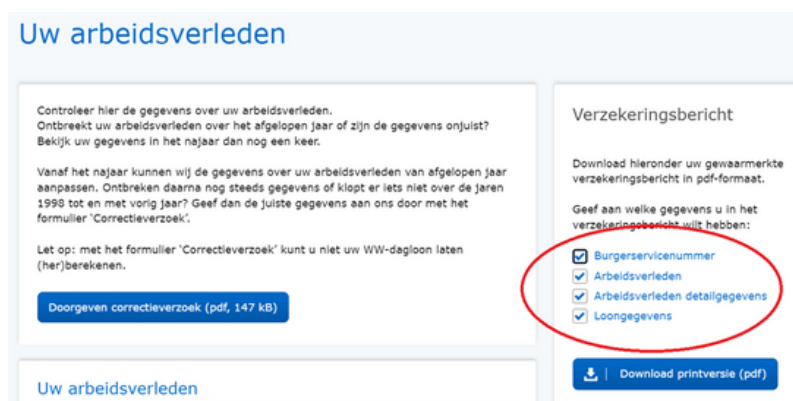 Uw arbeidsverleden
Controleer hier de gegevens over uw arbeidsverleden.
Ontbreekt uw arbeidsverleden over het afgelopen jaar of zijn de gegevens onjuist?
Bekijk uw gegevens in het najaar dan nog een keer.
Vanaf het najaar kunnen wij de gegevens over uw arbeidsverleden van afgelopen jaar
aanpassen. Ontbreken daarna nog steeds gegevens of klopt er iets niet over de jaren
1998 tot en met vorig jaar? Geef dan de juiste gegevens aan ons door met het
formulier 'Correctieverzoek'.
Let op: met het formulier 'Correctieverzoek' kunt u niet uw WW-dagloon laten
(her)berekenen.
Doorgeven correctieverzoek (pdf, 147 kB)
Uw arbeidsverleden
Verzekeringsbericht
Download hieronder uw gewaarmerkte
verzekeringsbericht in pdf-formaat.
Geef aan welke gegevens u in het
verzekeringsbericht wilt hebben:
Burgerservicenummer
Arbeidsverleden
Arbeidsverleden detailgegevens
Loongegevens
Download printversie (pdf)